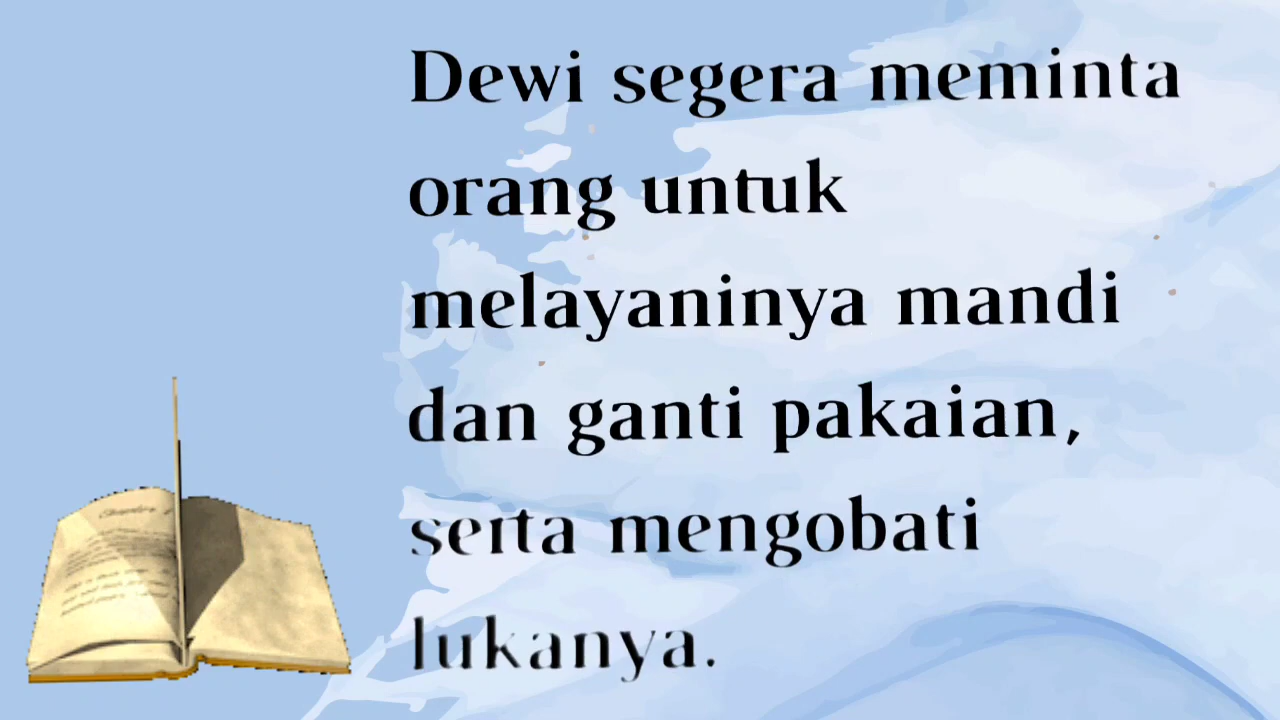 Dewi segera meminta
orang untuk
melayaninya mandi
dan ganti pakaian,
serta mengobati
lukanya.